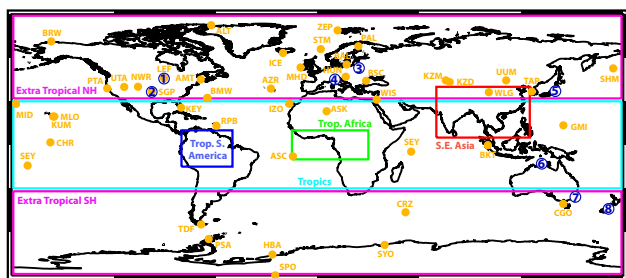 ALT
ZEP
BRW
STM
PAL
ICE
LEF
①
MHD
③
BAL
HUN
④
BSC
KZM
KZD
UUM
SHM
PTA
UTA
NWR
AMT
②
SGP
AZR
WLG
TAP
⑤
Extra Tropical NH
BMW
WIS
MID
KEY
IZO
ASK
MLO
KUM
RPB
Trop. Africa
GMI
CHR
Trop. S.
America
S.E. Asia
SEY
ASC
SEY
BKT
⑥
Tropics
Extra Tropical SH
⑦
CRZ
CGO
⑧
TDF
PSA
HBA
SYO
SPO